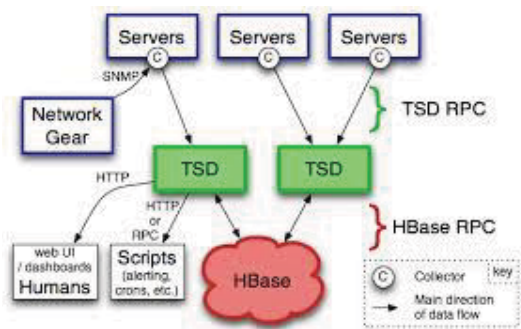 Servers
Servers
Servers
C
C
C
SNMP
Network
Gear
TSD RPC
TSD
TSD
HTTP
HTTP
or
RPC
HBase RPC
web UI
/ dashboards
Humans
Scripts
(alerting,
crons, etc.)
HBase
C
Collector
key
Main direction
of data flow